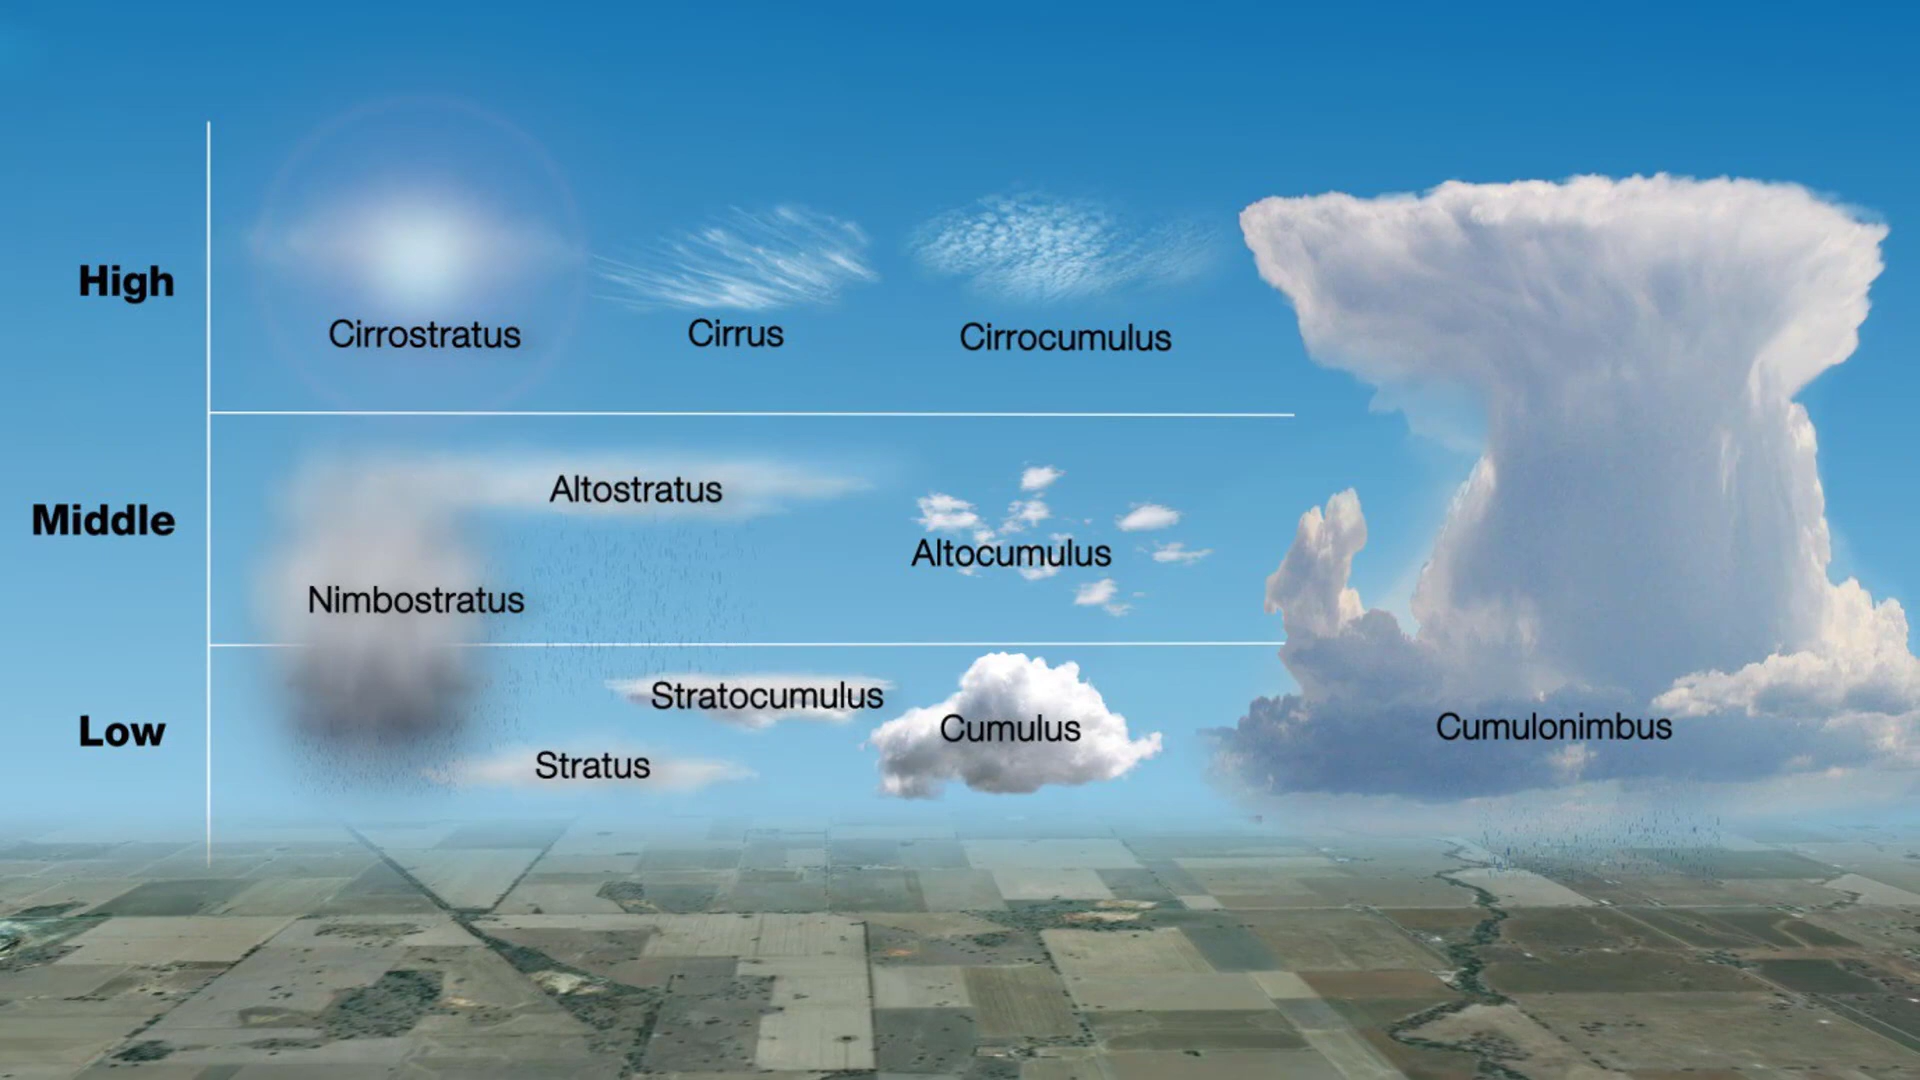 High
Cirrostratus
Cirrus
Cirrocumulus
Middle
Altostratus
Altocumulus
Nimbostratus
Low
Stratocumulus
Cumulus
Cumulonimbus
Stratus